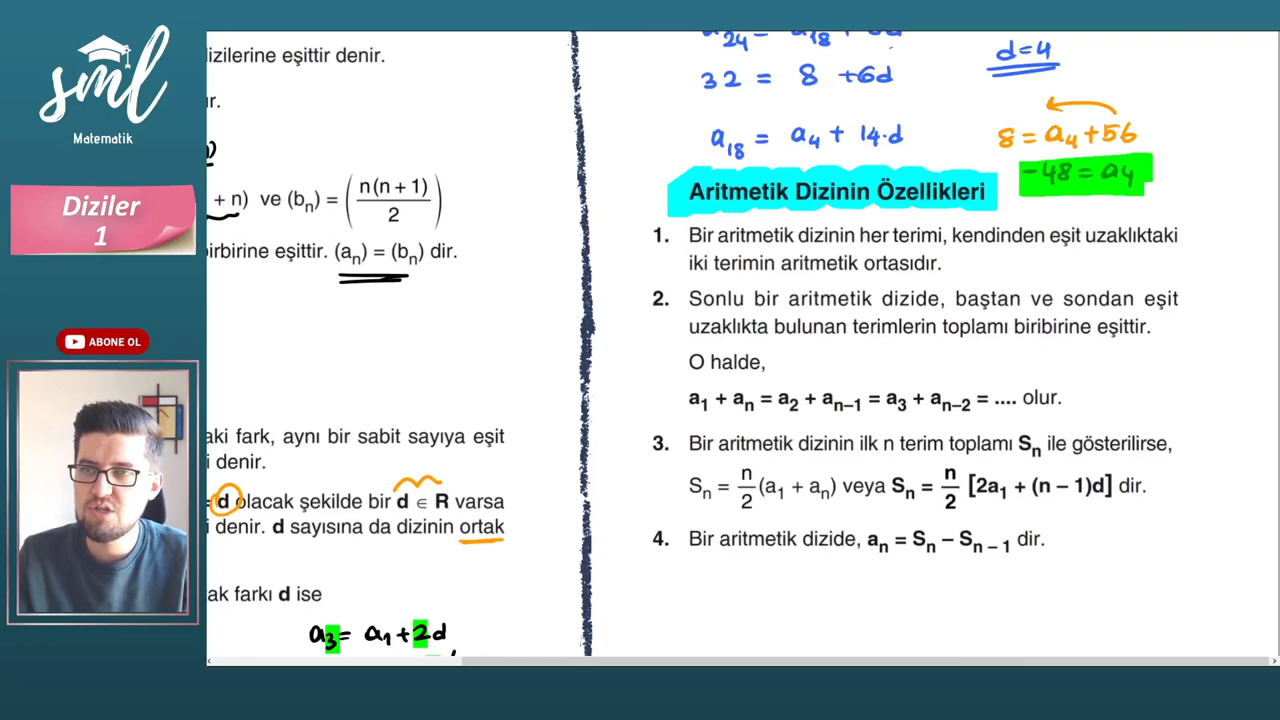 sml
Matematik
Diziler
1
ABONE OL
dizilerine eşittir denir.
ır.
+ n) ve (bn) = ( n(n + 1) / 2 )
birbirine eşittir. (an) = (bn) dir.
aki fark, aynı bir sabit sayıya eşit
i denir.
= d olacak şekilde bir d ∈ R varsa
i denir. d sayısına da dizinin ortak
ak farkı d ise
a3 = a1 + 2d
a24 = a18 +
d=4
32 = 8 +6d
a18 = a4 + 14.d
8 = a4 + 56
-48 = a4
Aritmetik Dizinin Özellikleri
1. Bir aritmetik dizinin her terimi, kendinden eşit uzaklıktaki
iki terimin aritmetik ortasıdır.
2. Sonlu bir aritmetik dizide, baştan ve sondan eşit
uzaklıkta bulunan terimlerin toplamı biribirine eşittir.
O halde,
a1 + an = a2 + an–1 = a3 + an–2 = .... olur.
3. Bir aritmetik dizinin ilk n terim toplamı Sn ile gösterilirse,
Sn = n/2 (a1 + an) veya Sn = n/2 [2a1 + (n – 1)d] dir.
4. Bir aritmetik dizide, an = Sn – Sn – 1 dir.